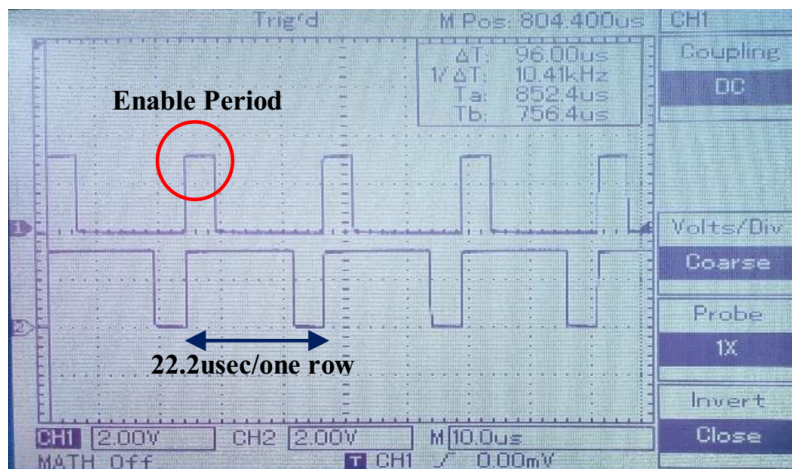 Trig'd M Pos: 804.400us CH1
ΔT: 96.00us
1/ΔT: 10.41kHz
Ta: 852.4us
Tb: 756.4us
Coupling
DC
Enable Period
1
Volts/Div
Coarse
2
Probe
1X
22.2usec/one row
Invert
Close
CH1 2.00V CH2 2.00V M 10.0us
MATH Off T CH1 / 0.00mV